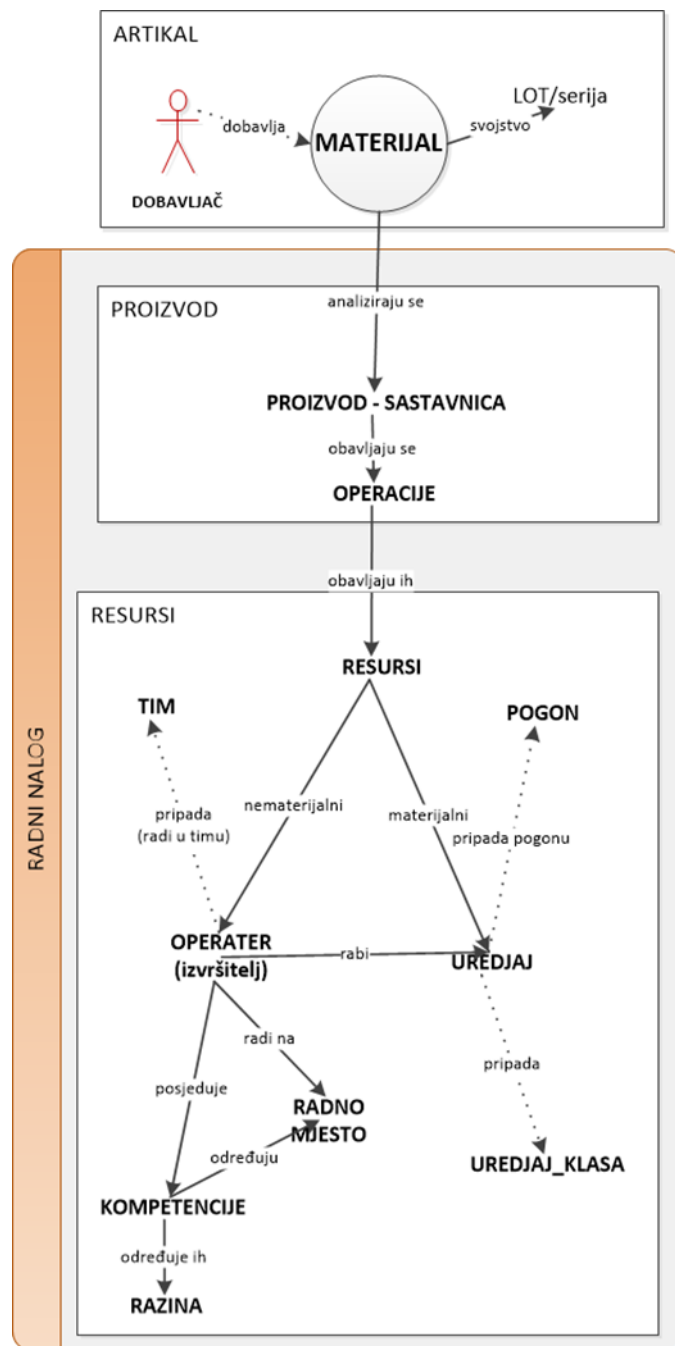 ARTIKAL
LOT/serija
dobavlja
svojstvo
MATERIJAL
DOBAVLJAČ
analiziraju se
PROIZVOD
PROIZVOD - SASTAVNICA
obavljaju se
OPERACIJE
obavljaju ih
RESURSI
RESURSI
TIM
POGON
nematerijalni
materijalni
pripada
(radi u timu)
pripada pogonu
OPERATER
(izvršitelj)
rabi
UREDJAJ
radi na
posjeduje
pripada
RADNO
MJESTO
određuju
UREDJAJ_KLASA
KOMPETENCIJE
određuje ih
RAZINA
RADNI NALOG